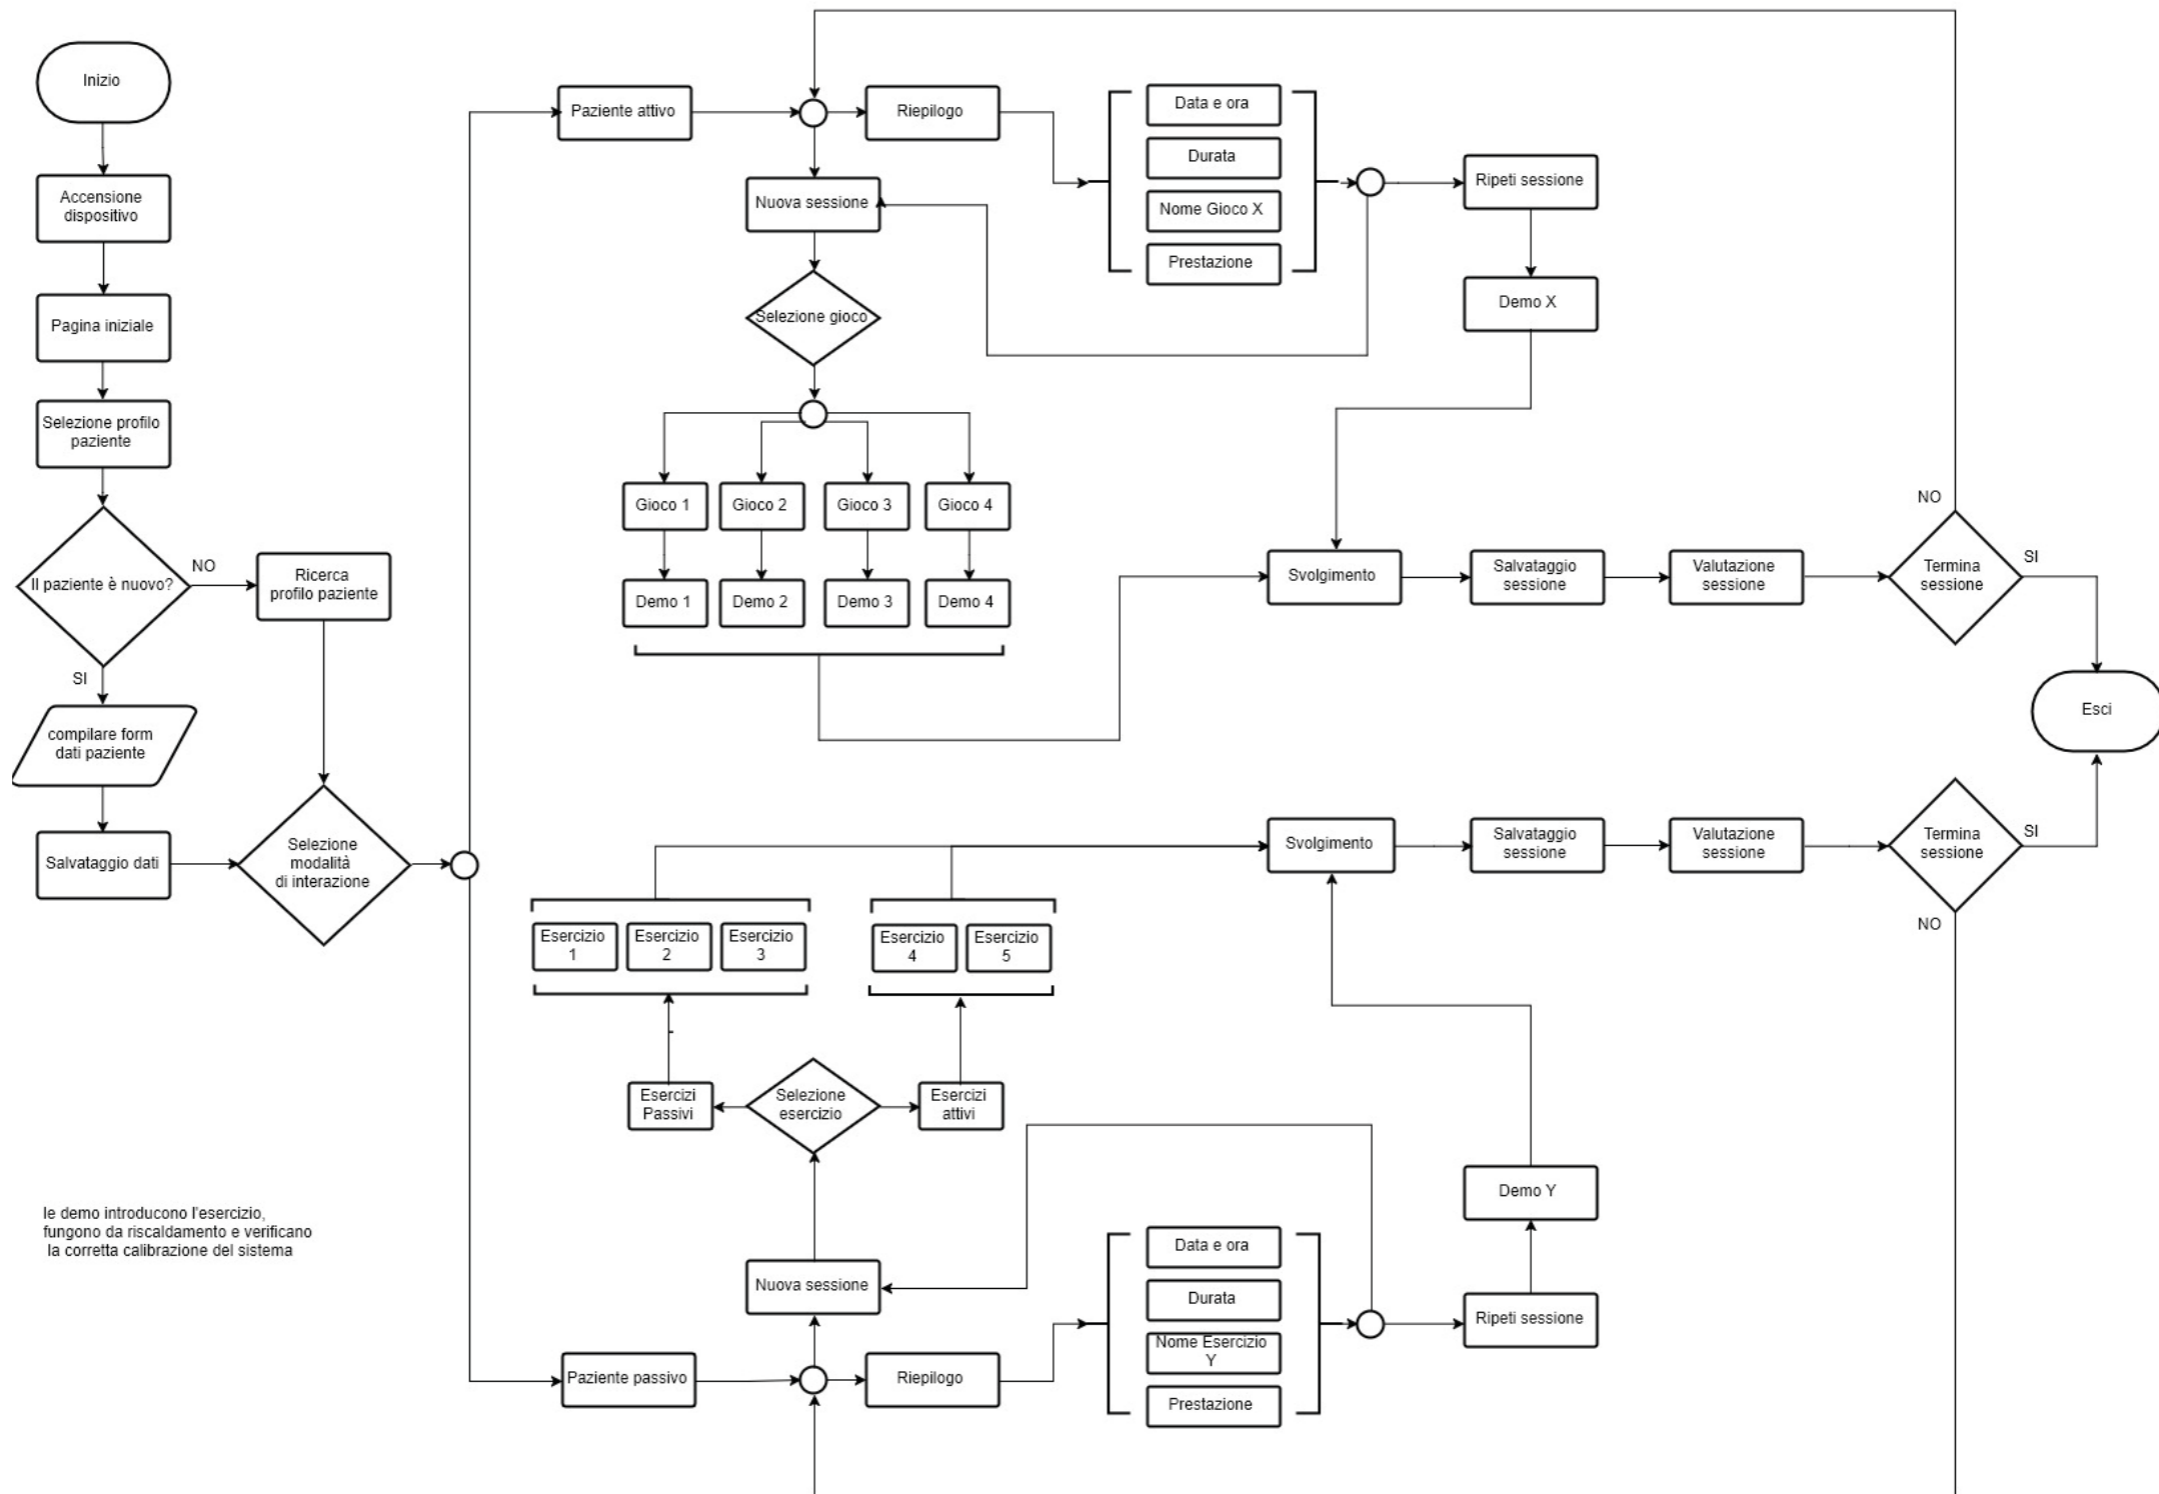 Inizio
Accensione
dispositivo
Pagina iniziale
Selezione profilo
paziente
Il paziente è nuovo?
NO
Ricerca
profilo paziente
SI
compilare form
dati paziente
Salvataggio dati
Selezione
modalità
di interazione
Paziente attivo
Riepilogo
Data e ora
Durata
Nome Gioco X
Prestazione
Ripeti sessione
Demo X
Nuova sessione
Selezione gioco
Gioco 1
Gioco 2
Gioco 3
Gioco 4
Demo 1
Demo 2
Demo 3
Demo 4
Svolgimento
Salvataggio
sessione
Valutazione
sessione
Termina
sessione
NO
SI
Esci
Svolgimento
Salvataggio
sessione
Valutazione
sessione
Termina
sessione
SI
NO
Esercizio
1
Esercizio
2
Esercizio
3
Esercizio
4
Esercizio
5
Esercizi
Passivi
Selezione
esercizio
Esercizi
attivi
Nuova sessione
Paziente passivo
Riepilogo
Data e ora
Durata
Nome Esercizio
Y
Prestazione
Ripeti sessione
Demo Y
le demo introducono l'esercizio,
fungono da riscaldamento e verificano
la corretta calibrazione del sistema